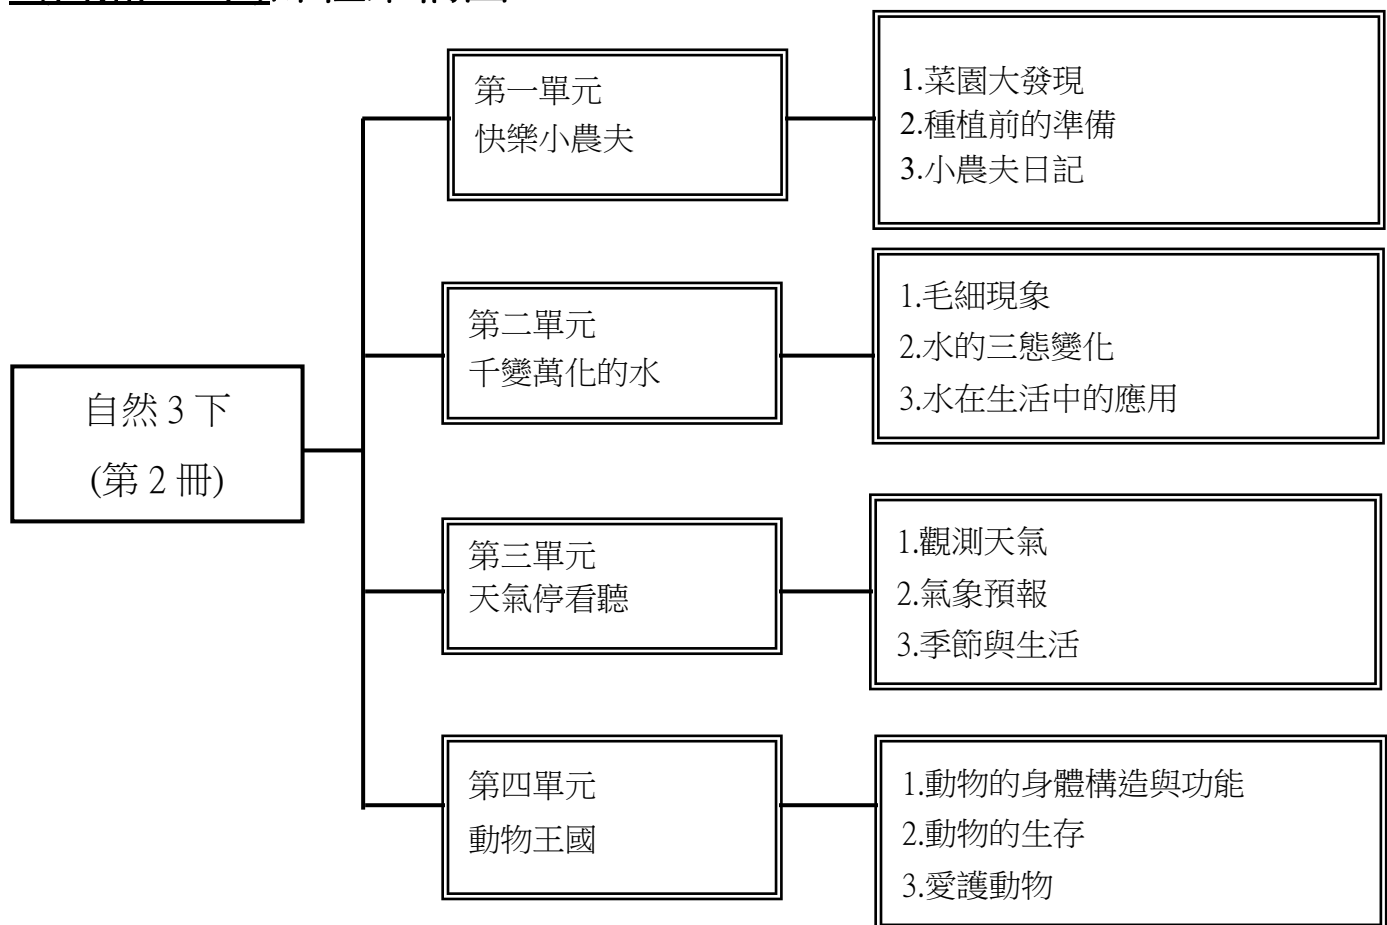 自然 3 下
(第 2 冊)
第一單元
快樂小農夫
1.菜園大發現
2.種植前的準備
3.小農夫日記
第二單元
千變萬化的水
1.毛細現象
2.水的三態變化
3.水在生活中的應用
第三單元
天氣停看聽
1.觀測天氣
2.氣象預報
3.季節與生活
第四單元
動物王國
1.動物的身體構造與功能
2.動物的生存
3.愛護動物